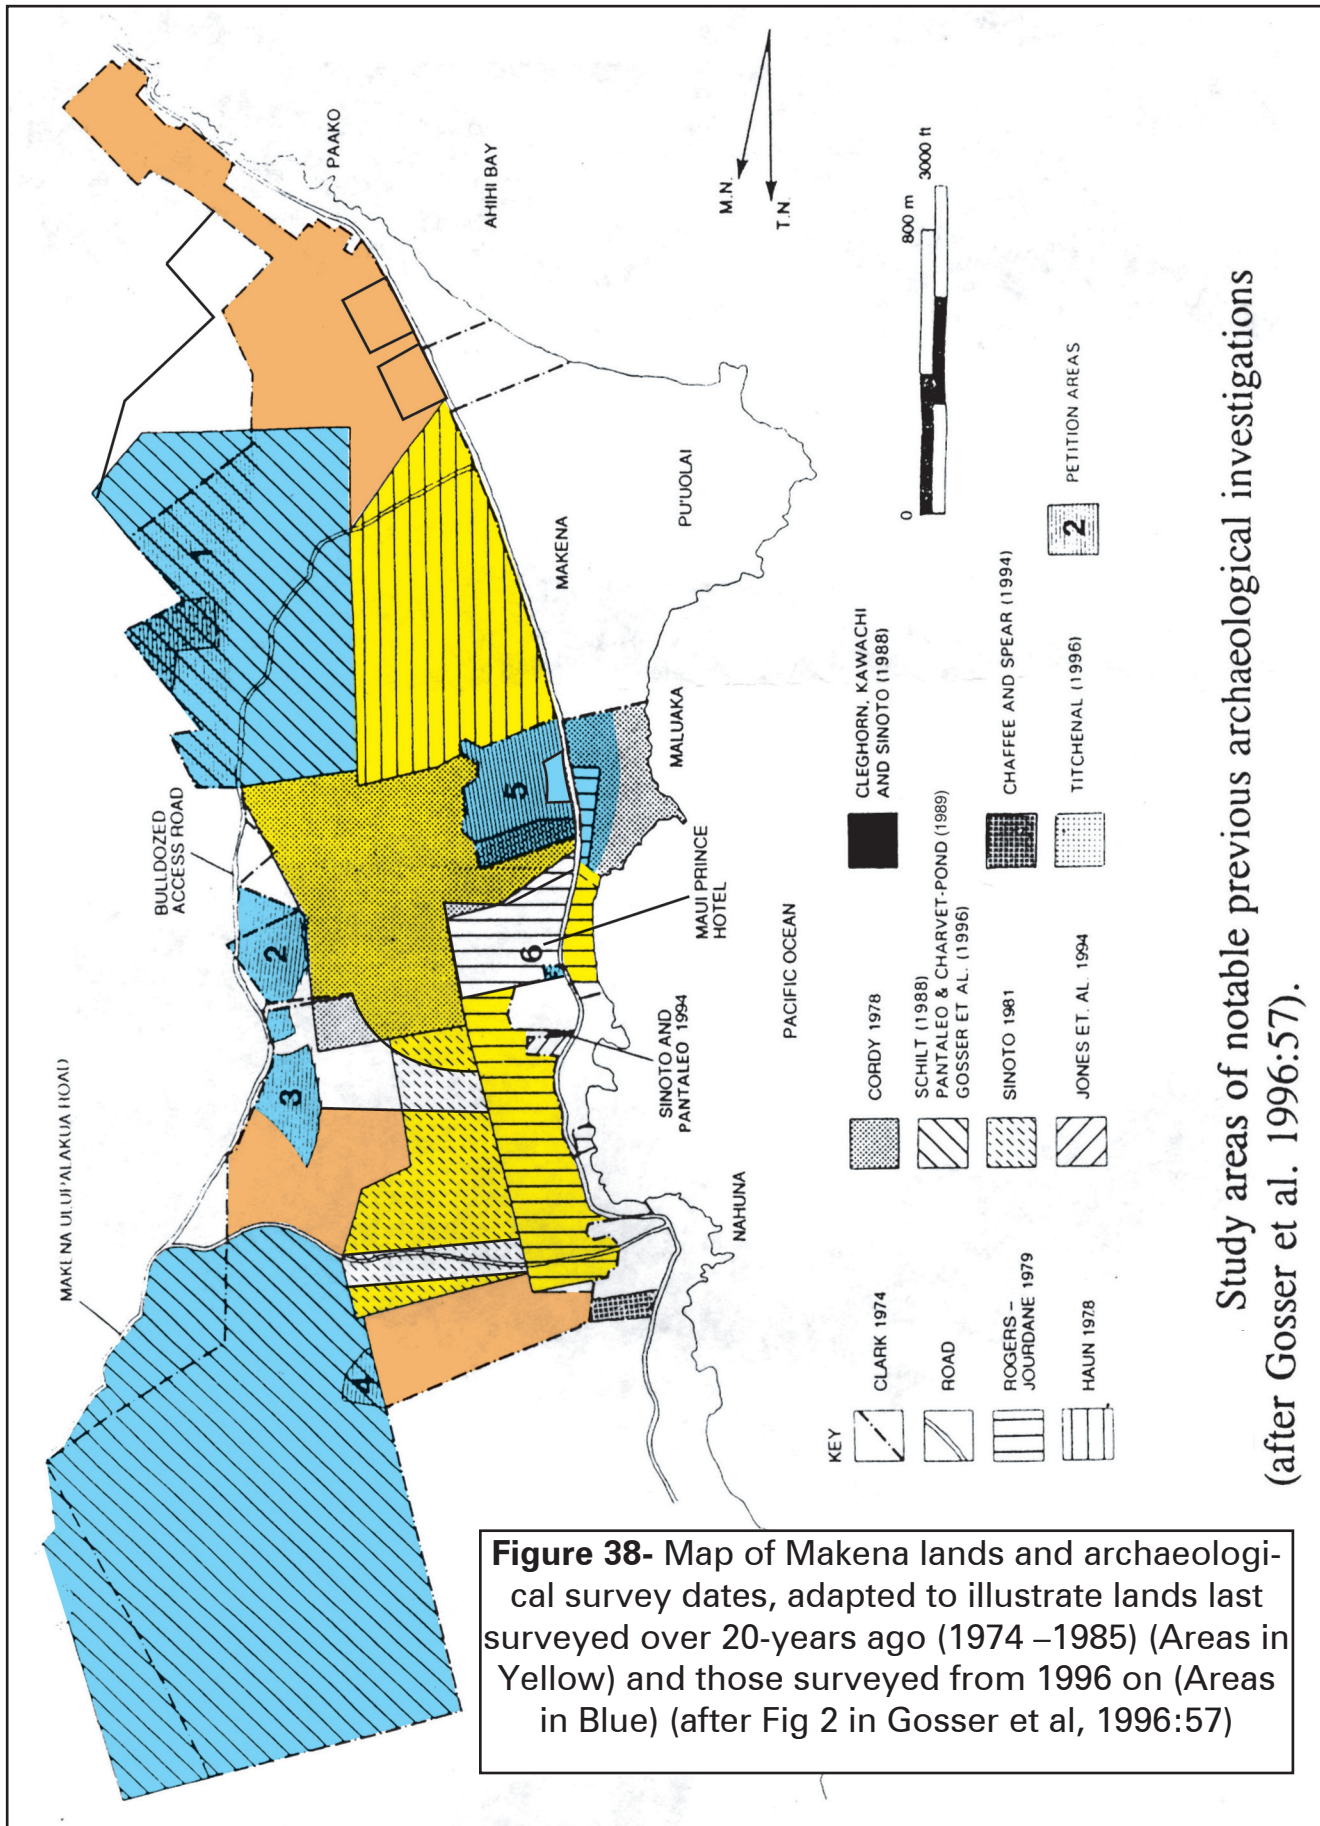 PAAKO
AHIHI BAY
M.N.
T.N.
BULLDOZED
ACCESS ROAD
MAKENA ULUPALAKUA ROAD
1
2
3
4
5
6
MAKENA
PU'UOLAI
MALUAKA
MAUI PRINCE
HOTEL
SINOTO AND
PANTALEO 1994
PACIFIC OCEAN
NAHUNA
0
800 m
3000 ft
KEY
CLARK 1974
ROAD
ROGERS –
JOURDANE 1979
HAUN 1978
CORDY 1978
SCHILT (1988)
PANTALEO & CHARVET-POND (1989)
GOSSER ET AL. (1996)
SINOTO 1981
JONES ET. AL. 1994
CLEGHORN, KAWACHI
AND SINOTO (1988)
CHAFFEE AND SPEAR (1994)
TITCHENAL (1996)
2
PETITION AREAS
Study areas of notable previous archaeological investigations
(after Gosser et al. 1996:57).
Figure 38- Map of Makena lands and archaeologi-
cal survey dates, adapted to illustrate lands last
surveyed over 20-years ago (1974 –1985) (Areas in
Yellow) and those surveyed from 1996 on (Areas
in Blue) (after Fig 2 in Gosser et al, 1996:57)